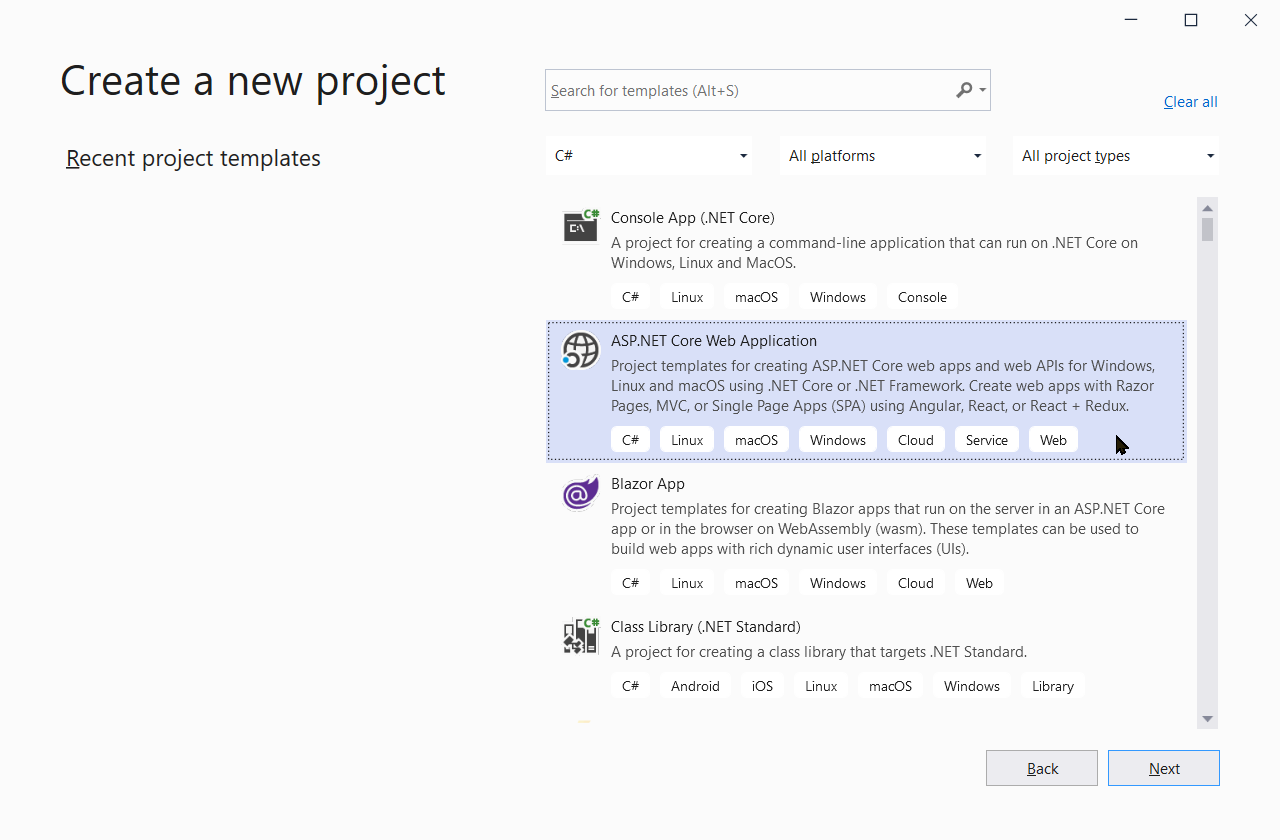 Create a new project
Search for templates (Alt+S)
Clear all
Recent project templates
C#
All platforms
All project types
C#
C:\
Console App (.NET Core)
A project for creating a command-line application that can run on .NET Core on
Windows, Linux and MacOS.
C# Linux macOS Windows Console
ASP.NET Core Web Application
Project templates for creating ASP.NET Core web apps and web APIs for Windows,
Linux and macOS using .NET Core or .NET Framework. Create web apps with Razor
Pages, MVC, or Single Page Apps (SPA) using Angular, React, or React + Redux.
C# Linux macOS Windows Cloud Service Web
@
Blazor App
Project templates for creating Blazor apps that run on the server in an ASP.NET Core
app or in the browser on WebAssembly (wasm). These templates can be used to
build web apps with rich dynamic user interfaces (UIs).
C# Linux macOS Windows Cloud Web
C#
Class Library (.NET Standard)
A project for creating a class library that targets .NET Standard.
C# Android iOS Linux macOS Windows Library
Back
Next